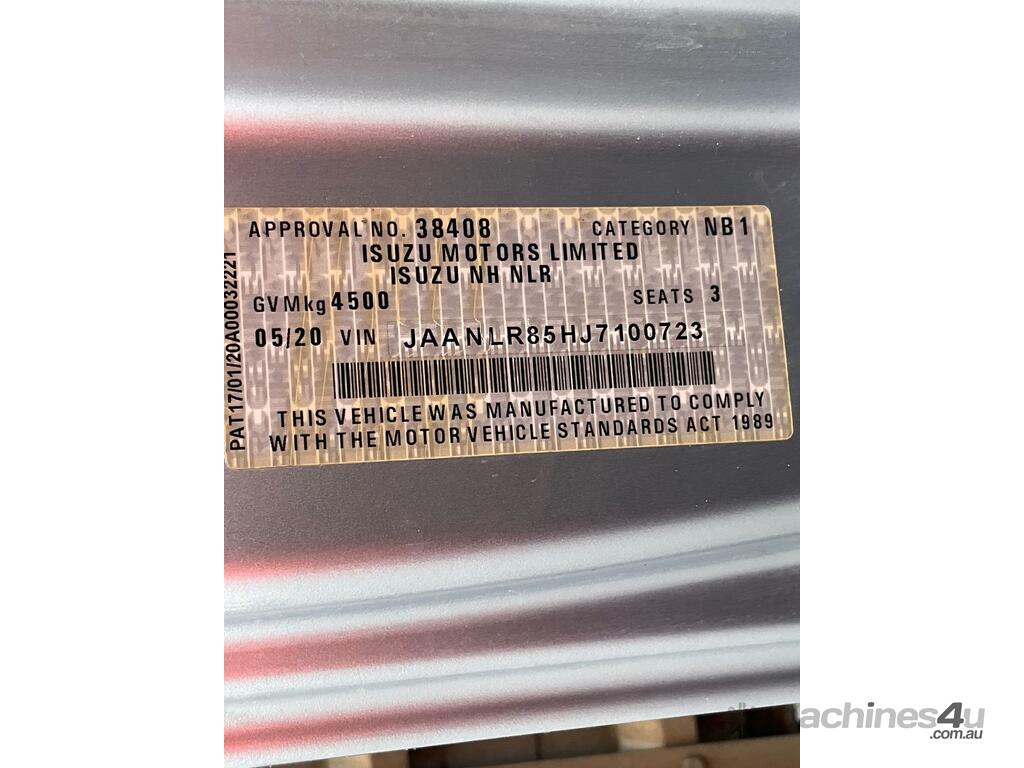 APPROVAL NO. 38408 CATEGORY NB1
ISUZU MOTORS LIMITED
ISUZU NH NLR
GVMkg 4500 SEATS 3
05/20 VIN JAANLR85HJ7100723
THIS VEHICLE WAS MANUFACTURED TO COMPLY
WITH THE MOTOR VEHICLE STANDARDS ACT 1989
PAT17/01/20A00032221
machines4u
.com.au